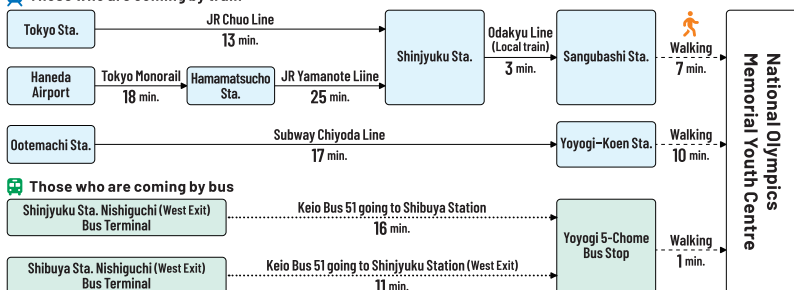 Those who are coming by train
Tokyo Sta.
JR Chuo Line
13 min.
Haneda
Airport
Tokyo Monorail
18 min.
Hamamatsucho
Sta.
JR Yamanote Liine
25 min.
Shinjyuku Sta.
Odakyu Line
(Local train)
3 min.
Sangubashi Sta.
Walking
7 min.
Ootemachi Sta.
Subway Chiyoda Line
17 min.
Yoyogi-Koen Sta.
Walking
10 min.
National Olympics
Memorial Youth Centre
Those who are coming by bus
Shinjyuku Sta. Nishiguchi (West Exit)
Bus Terminal
Keio Bus 51 going to Shibuya Station
16 min.
Shibuya Sta. Nishiguchi (West Exit)
Bus Terminal
Keio Bus 51 going to Shinjyuku Station (West Exit)
11 min.
Yoyogi 5-Chome
Bus Stop
Walking
1 min.